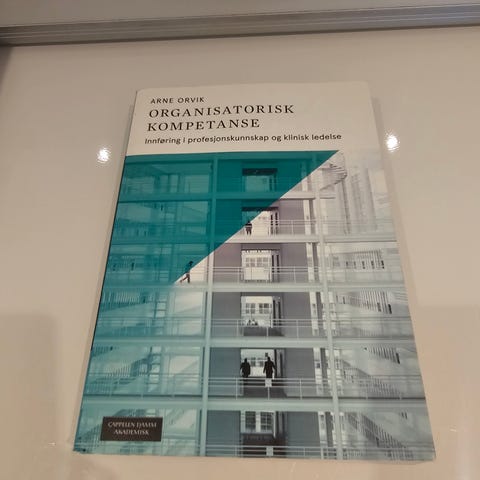 ARNE ORVIK
ORGANISATORISK
KOMPETANSE
Innføring i profesjonskunnskap og klinisk ledelse
CAPPELEN DAMM
AKADEMISK